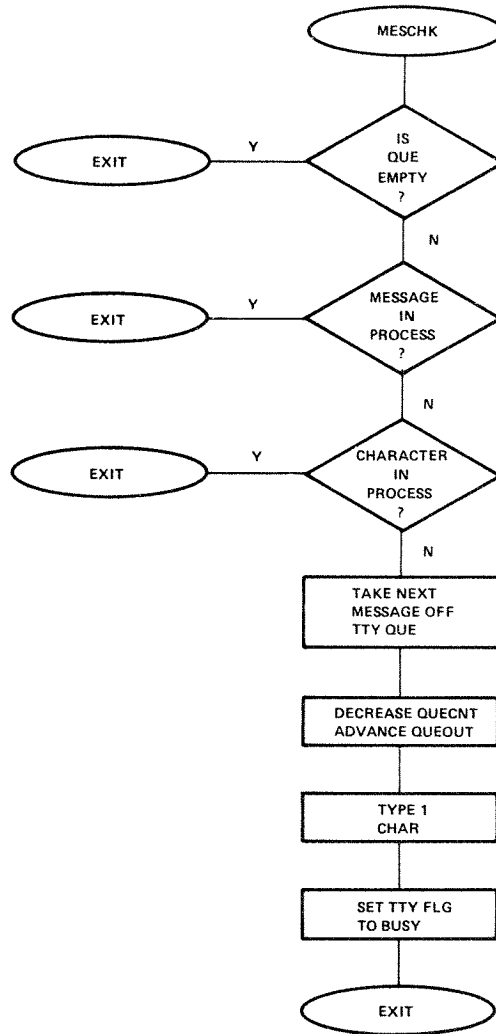 MESCHK
IS
QUE
EMPTY
?
Y
EXIT
N
MESSAGE
IN
PROCESS
?
Y
EXIT
N
CHARACTER
IN
PROCESS
?
Y
EXIT
N
TAKE NEXT
MESSAGE OFF
TTY QUE
DECREASE QUECNT
ADVANCE QUEOUT
TYPE 1
CHAR
SET TTY FLG
TO BUSY
EXIT